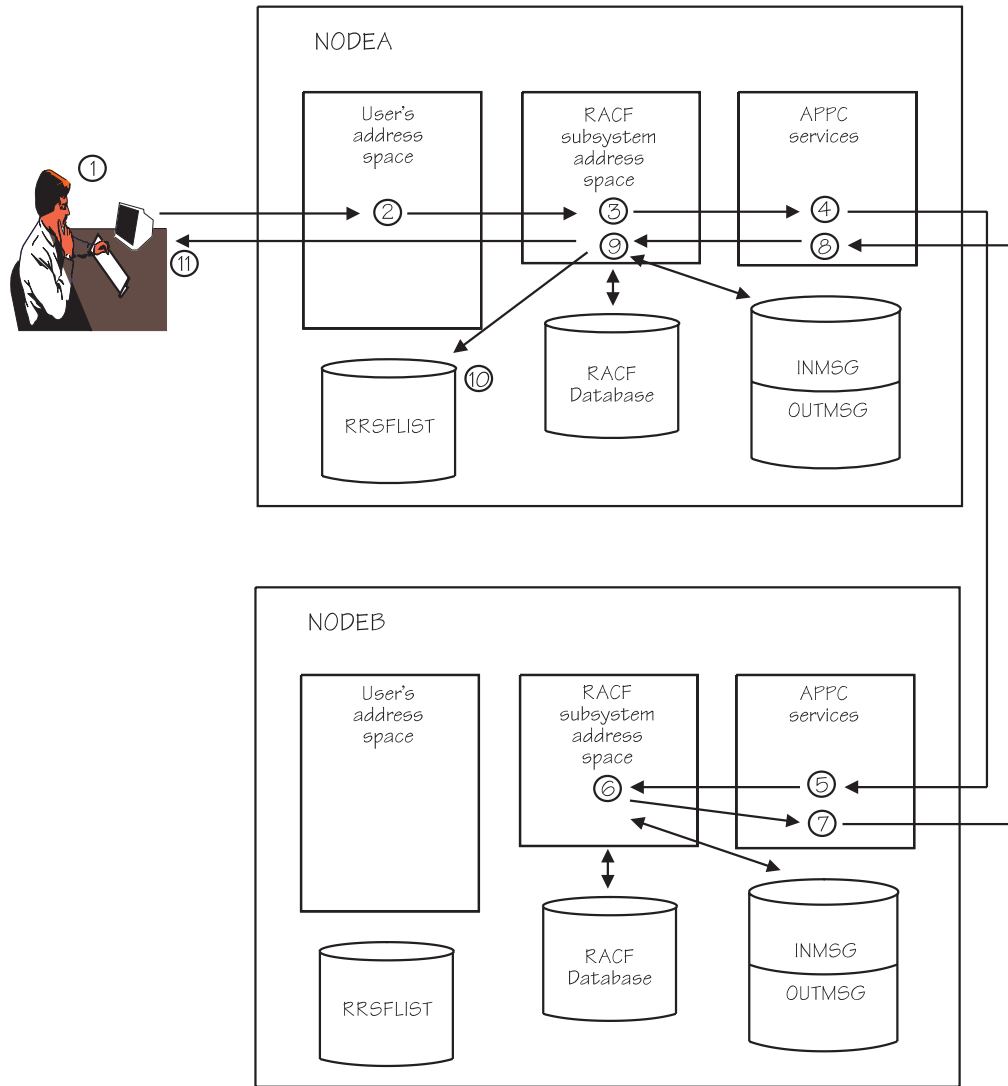 NODEA
User's
address
space
RACF
subsystem
address
space
APPC
services
1
2
3
4
9
8
11
10
RRSFLIST
RACF
Database
INMSG
OUTMSG
NODEB
User's
address
space
RACF
subsystem
address
space
APPC
services
6
5
7
RRSFLIST
RACF
Database
INMSG
OUTMSG